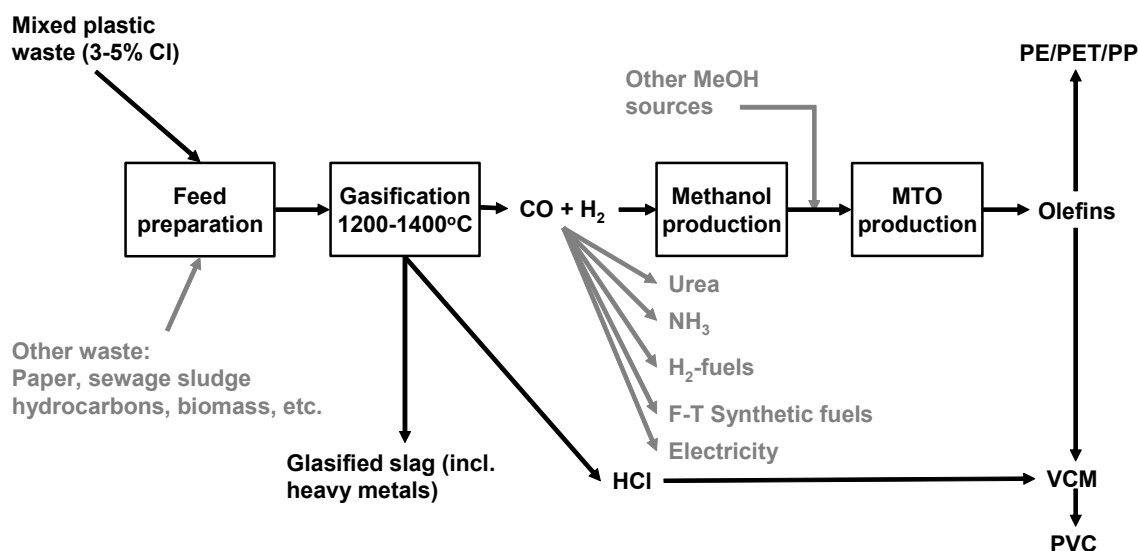 Mixed plastic
waste (3-5% Cl)
PE/PET/PP
Other MeOH
sources
Feed
preparation
Gasification
1200-1400°C
CO + H₂
Methanol
production
MTO
production
Olefins
Urea
NH₃
H₂-fuels
F-T Synthetic fuels
Electricity
Other waste:
Paper, sewage sludge
hydrocarbons, biomass, etc.
Glasified slag (incl.
heavy metals)
HCl
VCM
PVC